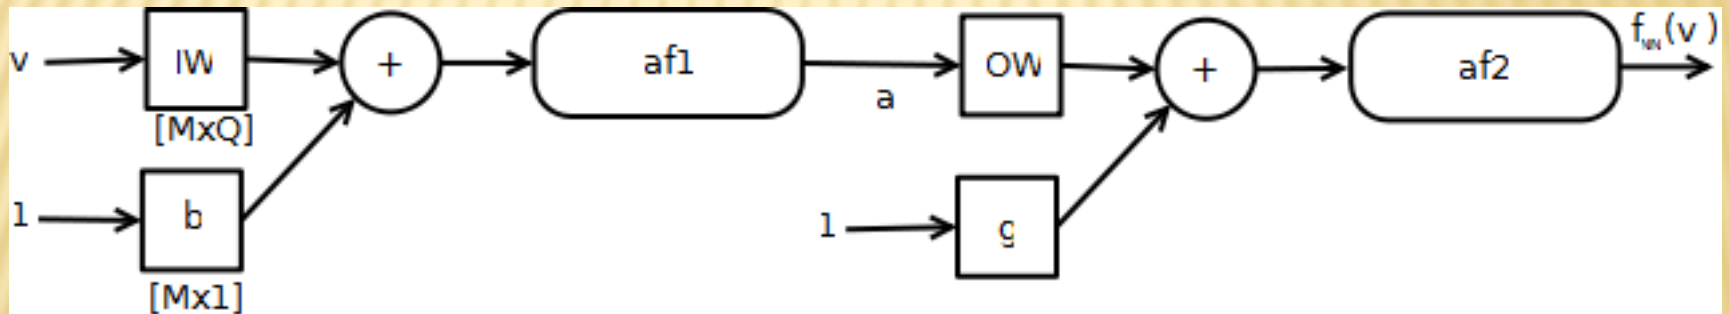 v IW + af1 a OW + af2 f_NN(v )
[MxQ]
1 b 1 g
[Mx1]